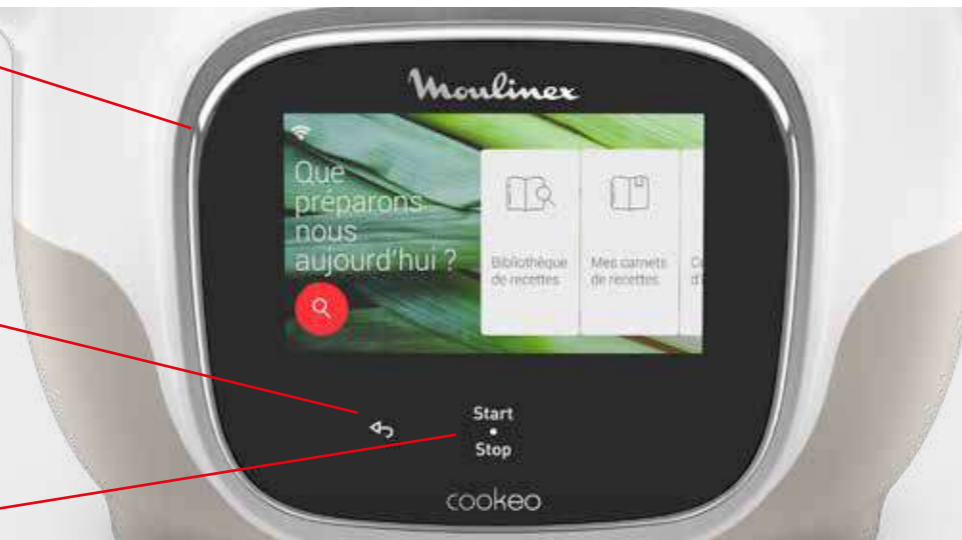 Moulinex
Que
préparons
nous
aujourd'hui ?
Bibliothèque
de recettes
Mes carnets
de recettes
Start
Stop
cookeo